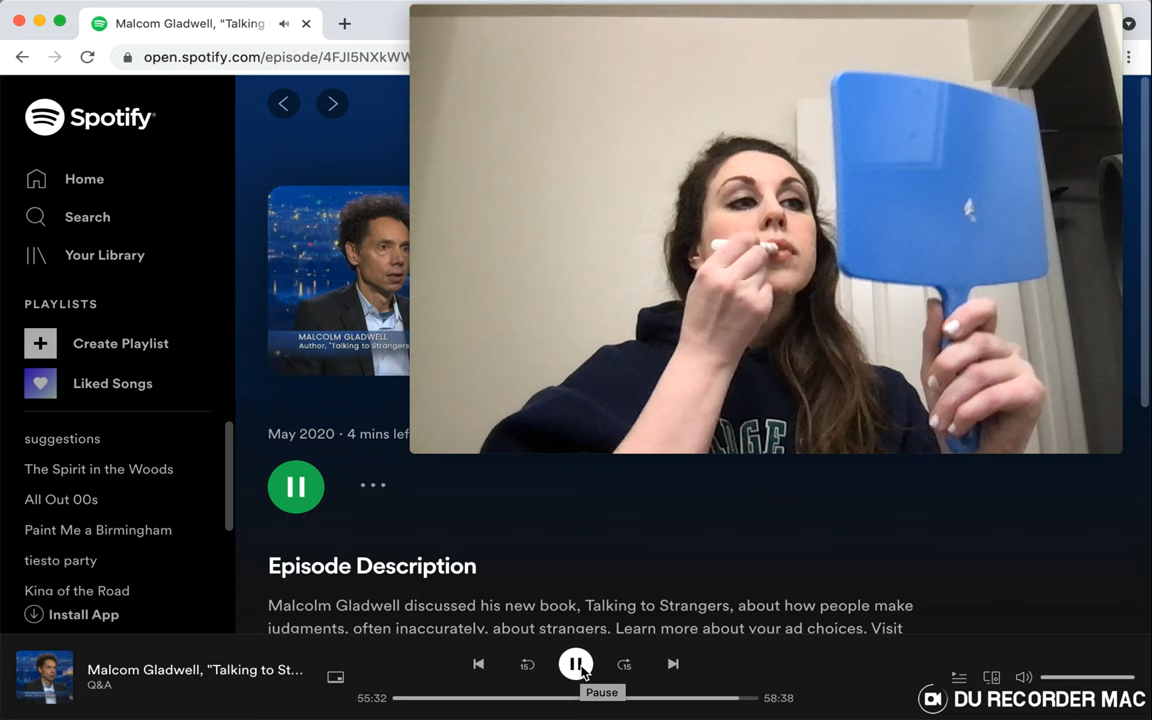 Malcom Gladwell, "Talking
open.spotify.com/episode/4FJI5NXkWW
Spotify
Home
Search
Your Library
PLAYLISTS
Create Playlist
Liked Songs
suggestions
The Spirit in the Woods
All Out 00s
Paint Me a Birmingham
tiesto party
King of the Road
Install App
MALCOLM GLADWELL
Author, "Talking to Strangers
May 2020 · 4 mins lef
Episode Description
Malcolm Gladwell discussed his new book, Talking to Strangers, about how people make
judgments, often inaccurately, about strangers. Learn more about your ad choices. Visit
Malcom Gladwell, "Talking to St...
Q&A
15
15
Pause
55:32
58:38
DU RECORDER MAC